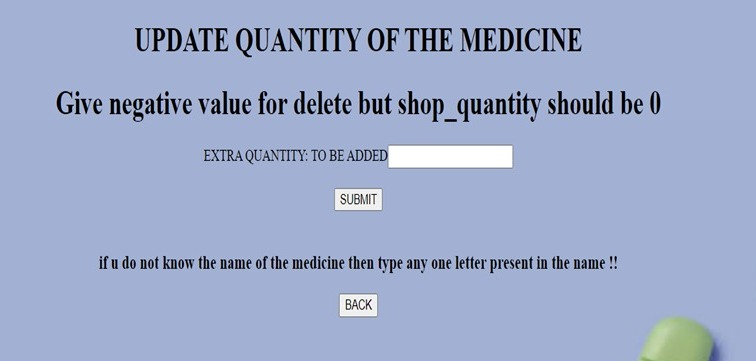 UPDATE QUANTITY OF THE MEDICINE
Give negative value for delete but shop_quantity should be 0
EXTRA QUANTITY: TO BE ADDED
SUBMIT
if u do not know the name of the medicine then type any one letter present in the name !!
BACK